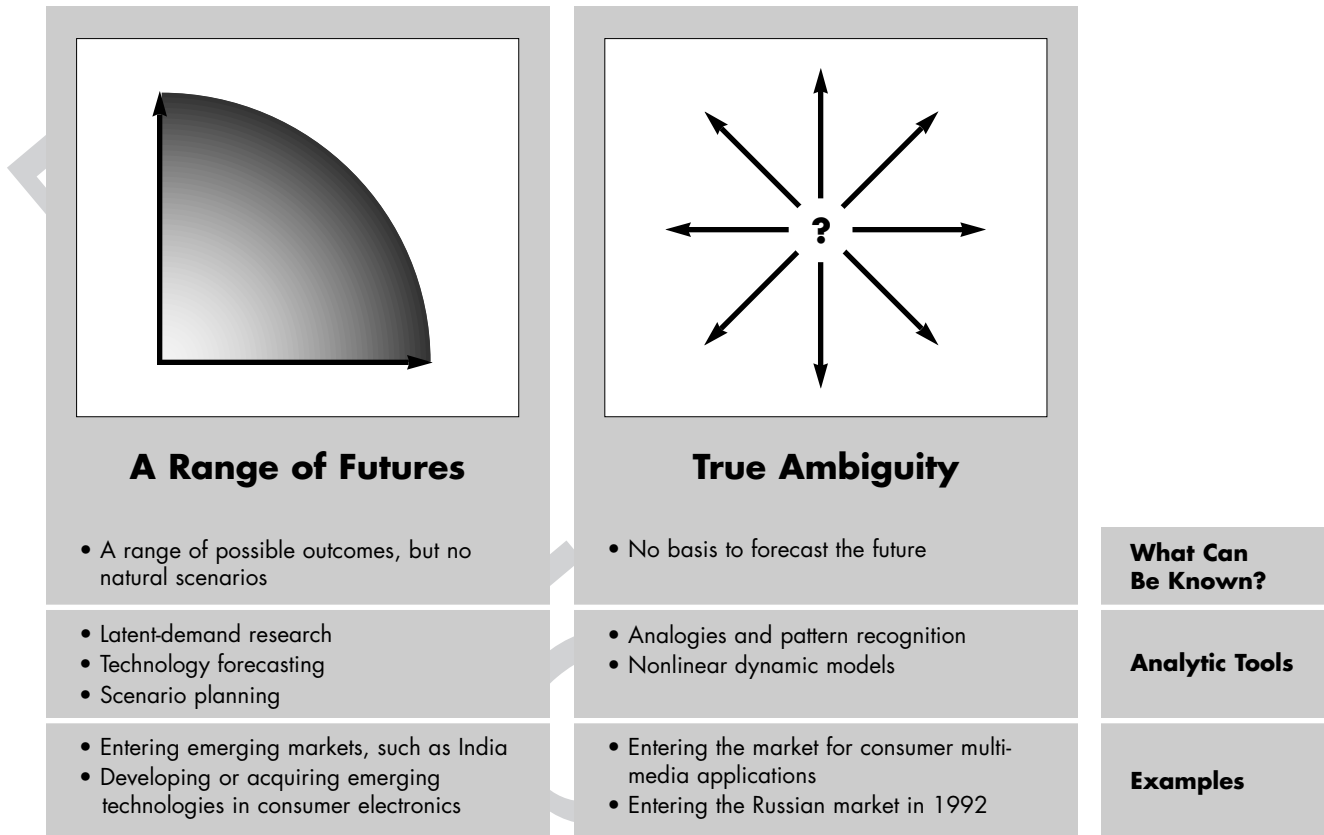 ?
A Range of Futures
• A range of possible outcomes, but no
natural scenarios
• Latent-demand research
• Technology forecasting
• Scenario planning
• Entering emerging markets, such as India
• Developing or acquiring emerging
technologies in consumer electronics
True Ambiguity
• No basis to forecast the future
• Analogies and pattern recognition
• Nonlinear dynamic models
• Entering the market for consumer multi-
media applications
• Entering the Russian market in 1992
What Can
Be Known?
Analytic Tools
Examples